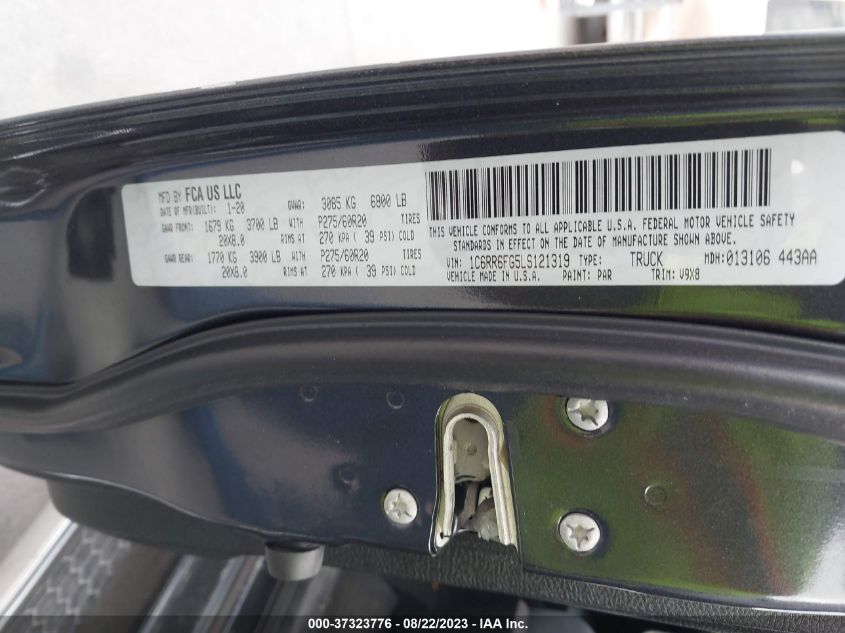 MFD BY FCA US LLC
DATE OF MFR(BUILT): 1-20 GVWR: 3085 KG 6800 LB
GAWR FRONT: 1679 KG 3700 LB WITH P275/60R20 TIRES
20X8.0 RIMS AT 270 KPA ( 39 PSI) COLD
GAWR REAR: 1770 KG 3900 LB WITH P275/60R20 TIRES
20X8.0 RIMS AT 270 KPA ( 39 PSI) COLD
THIS VEHICLE CONFORMS TO ALL APPLICABLE U.S.A. FEDERAL MOTOR VEHICLE SAFETY
STANDARDS IN EFFECT ON THE DATE OF MANUFACTURE SHOWN ABOVE.
VIN: 1C6RR6FG5LS121319 TYPE: TRUCK MDH:013106 443AA
VEHICLE MADE IN U.S.A. PAINT: PAR TRIM: V9X8
000-37323776 - 08/22/2023 - IAA Inc.